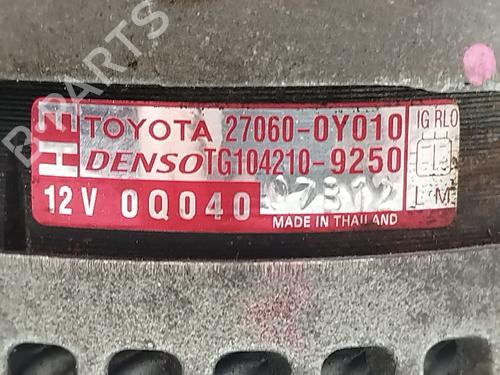 HE
TOYOTA 27060-0Y010
DENSO TG104210-9250
12V 0Q040 07312
MADE IN THAILAND
IG RLO
L M
B-PARTS